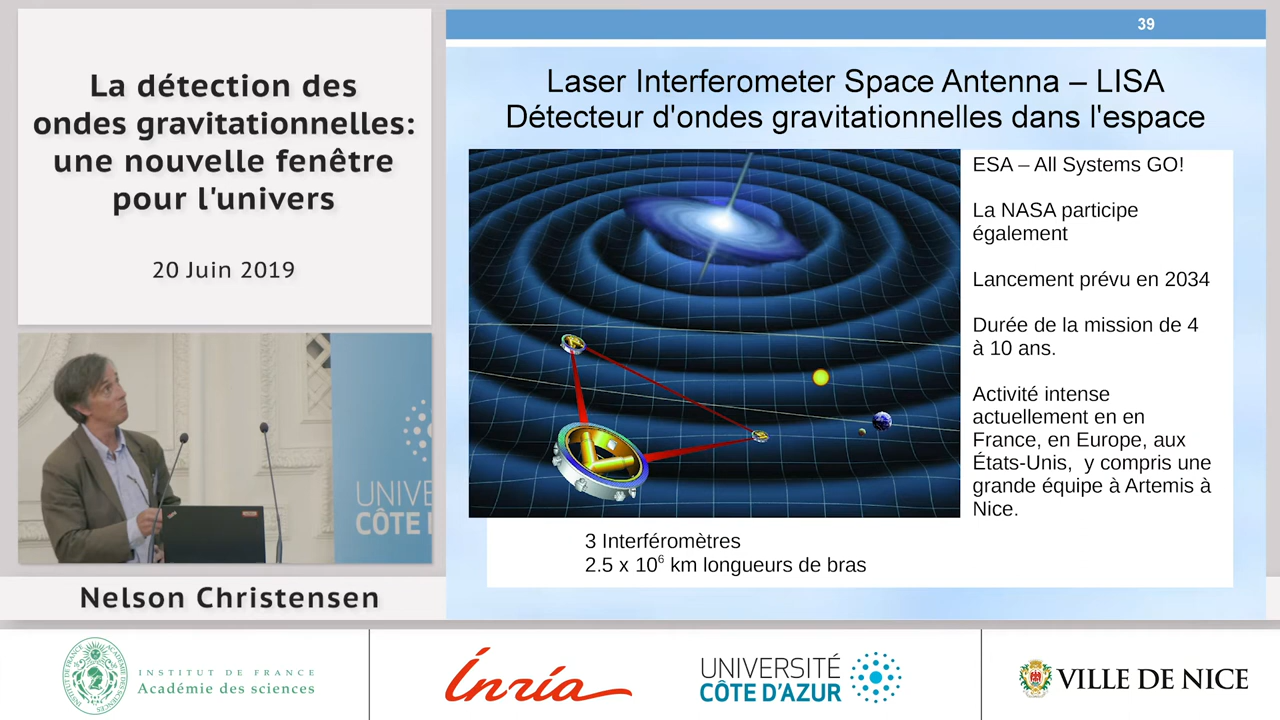 La détection des
ondes gravitationnelles:
une nouvelle fenêtre
pour l'univers
20 Juin 2019
UNIVE
CÔTE
Nelson Christensen
39
Laser Interferometer Space Antenna – LISA
Détecteur d'ondes gravitationnelles dans l'espace
ESA – All Systems GO!
La NASA participe
également
Lancement prévu en 2034
Durée de la mission de 4
à 10 ans.
Activité intense
actuellement en en
France, en Europe, aux
États-Unis, y compris une
grande équipe à Artemis à
Nice.
3 Interféromètres
2.5 x 10⁶ km longueurs de bras
INSTITUT DE FRANCE
Académie des sciences
Inria
UNIVERSITÉ
CÔTE D'AZUR
VILLE DE NICE